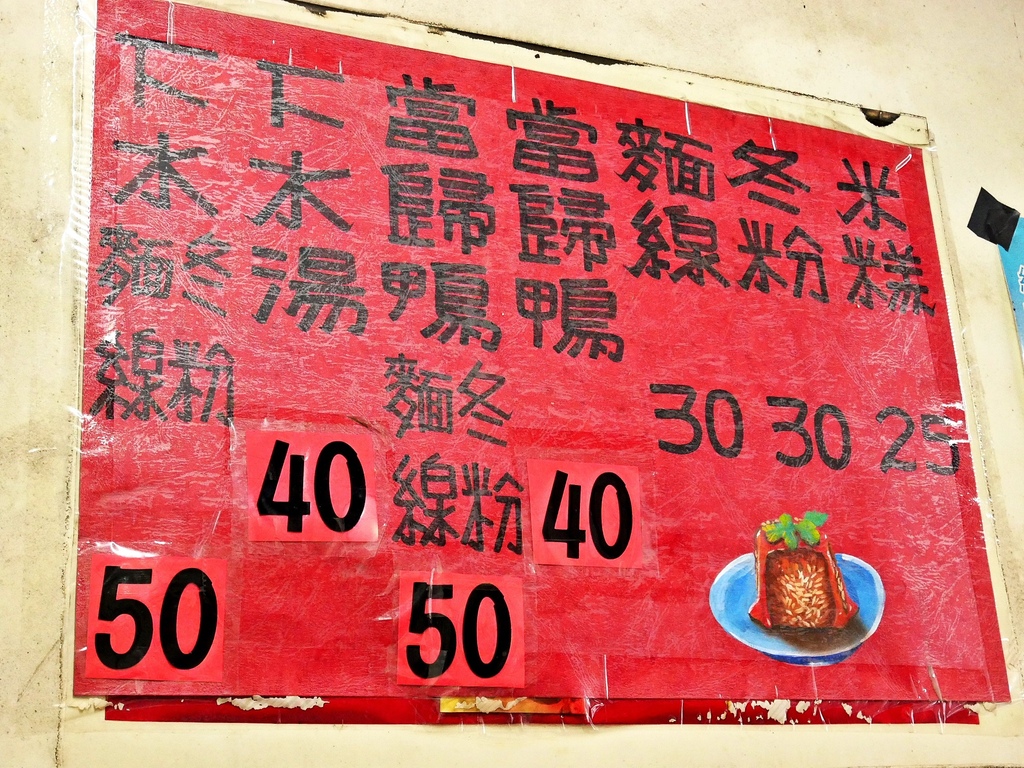 米糕 25
冬粉 30
麵線 30
當歸鴨 40
當歸鴨 冬粉 麵線 50
下水湯 40
下水 冬粉 麵線 50